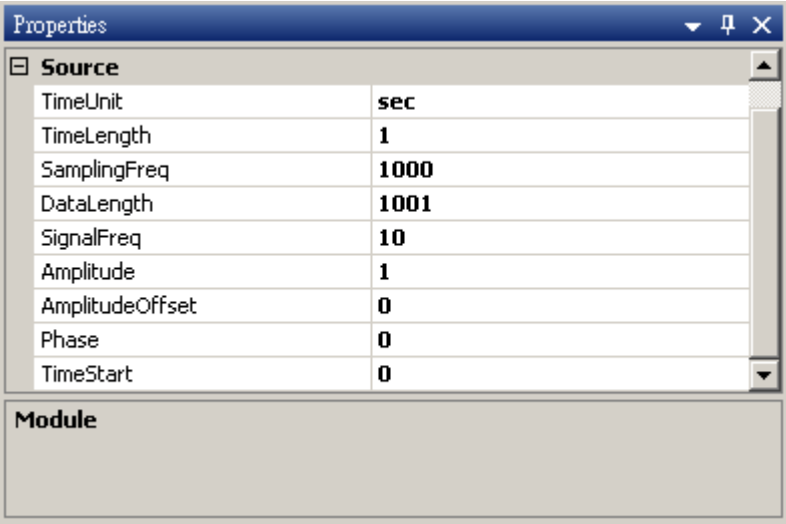 Properties
Source
TimeUnit sec
TimeLength 1
SamplingFreq 1000
DataLength 1001
SignalFreq 10
Amplitude 1
AmplitudeOffset 0
Phase 0
TimeStart 0
Module